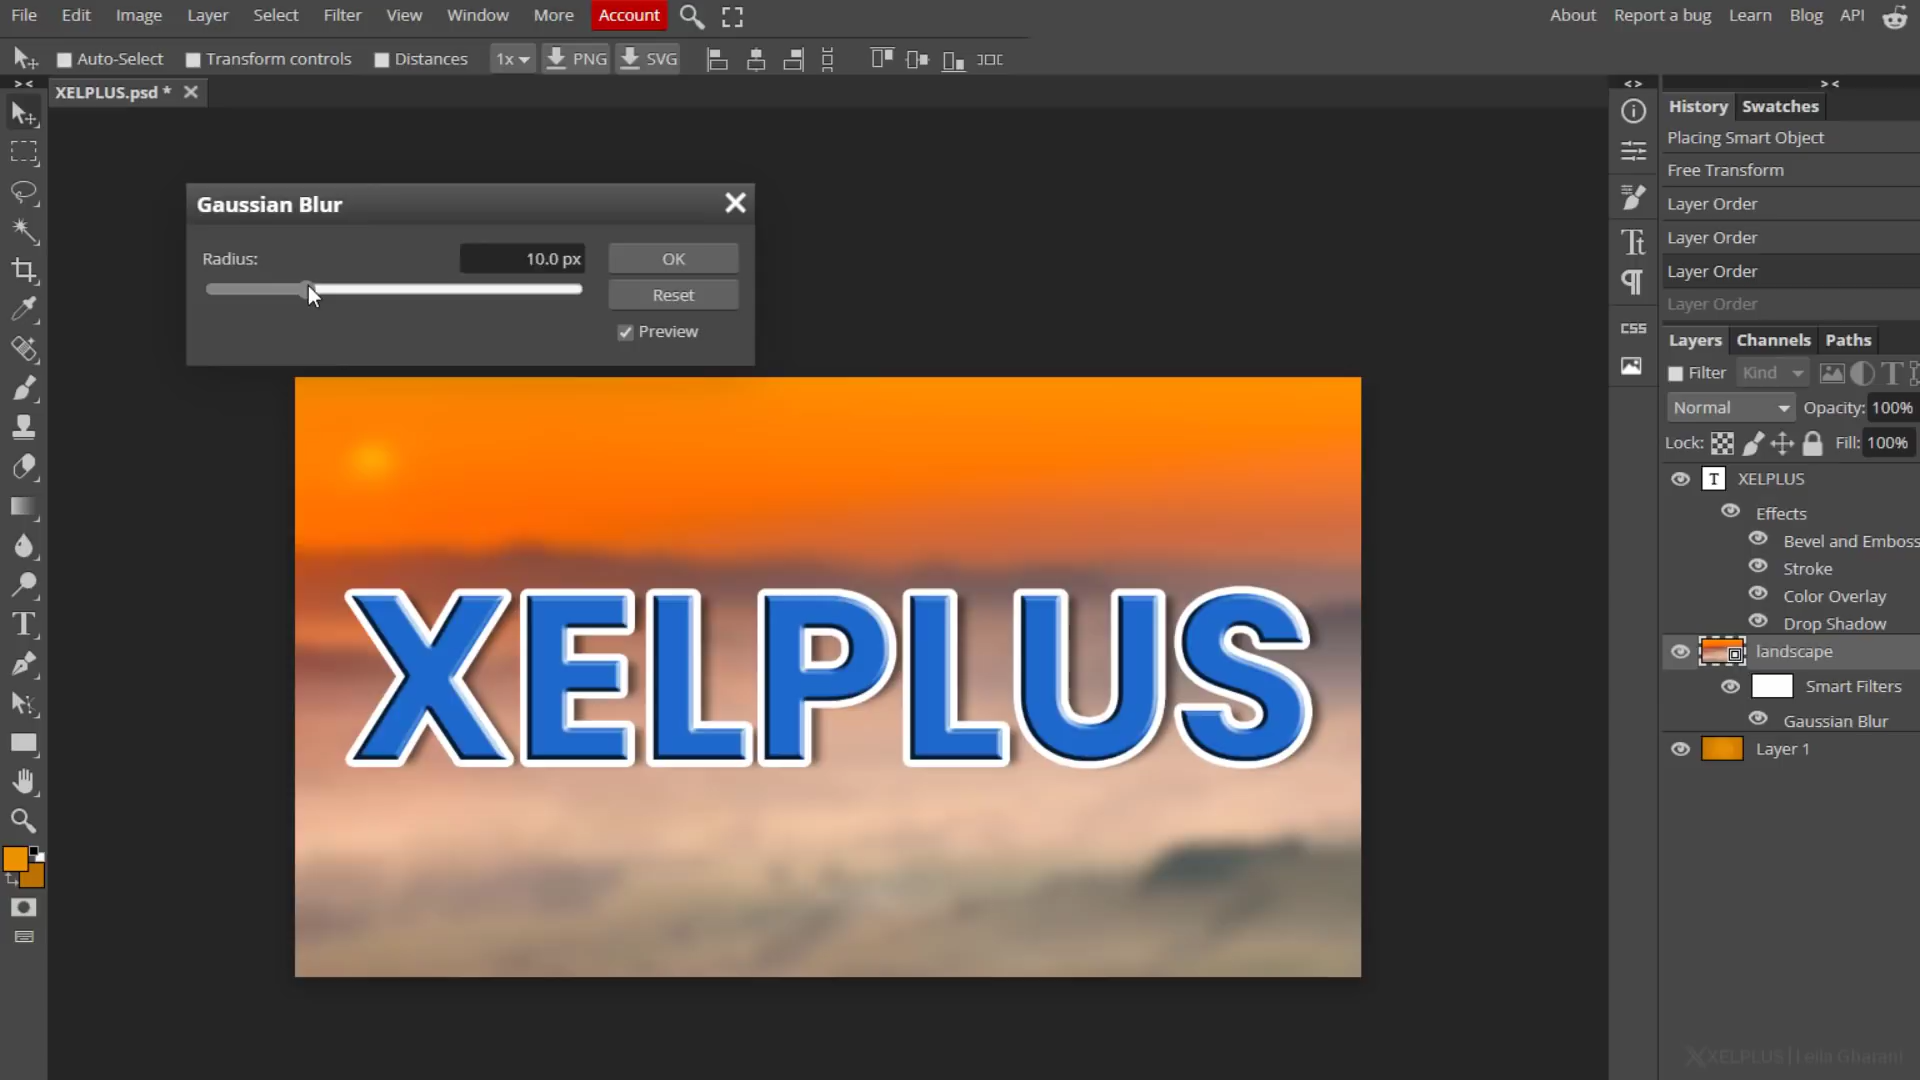 File Edit Image Layer Select Filter View Window More Account About Report a bug Learn Blog API
Auto-Select Transform controls Distances 1x PNG SVG
XELPLUS.psd *
History Swatches
Placing Smart Object
Free Transform
Layer Order
Layer Order
Layer Order
Layer Order
Gaussian Blur
Radius: 10.0 px OK
Reset
Preview
CSS
Layers Channels Paths
Filter Kind
Normal Opacity: 100%
Lock: Fill: 100%
T XELPLUS
Effects
Bevel and Emboss
Stroke
Color Overlay
Drop Shadow
landscape
Smart Filters
Gaussian Blur
Layer 1
XELPLUS
XELPLUS | Leila Gharani